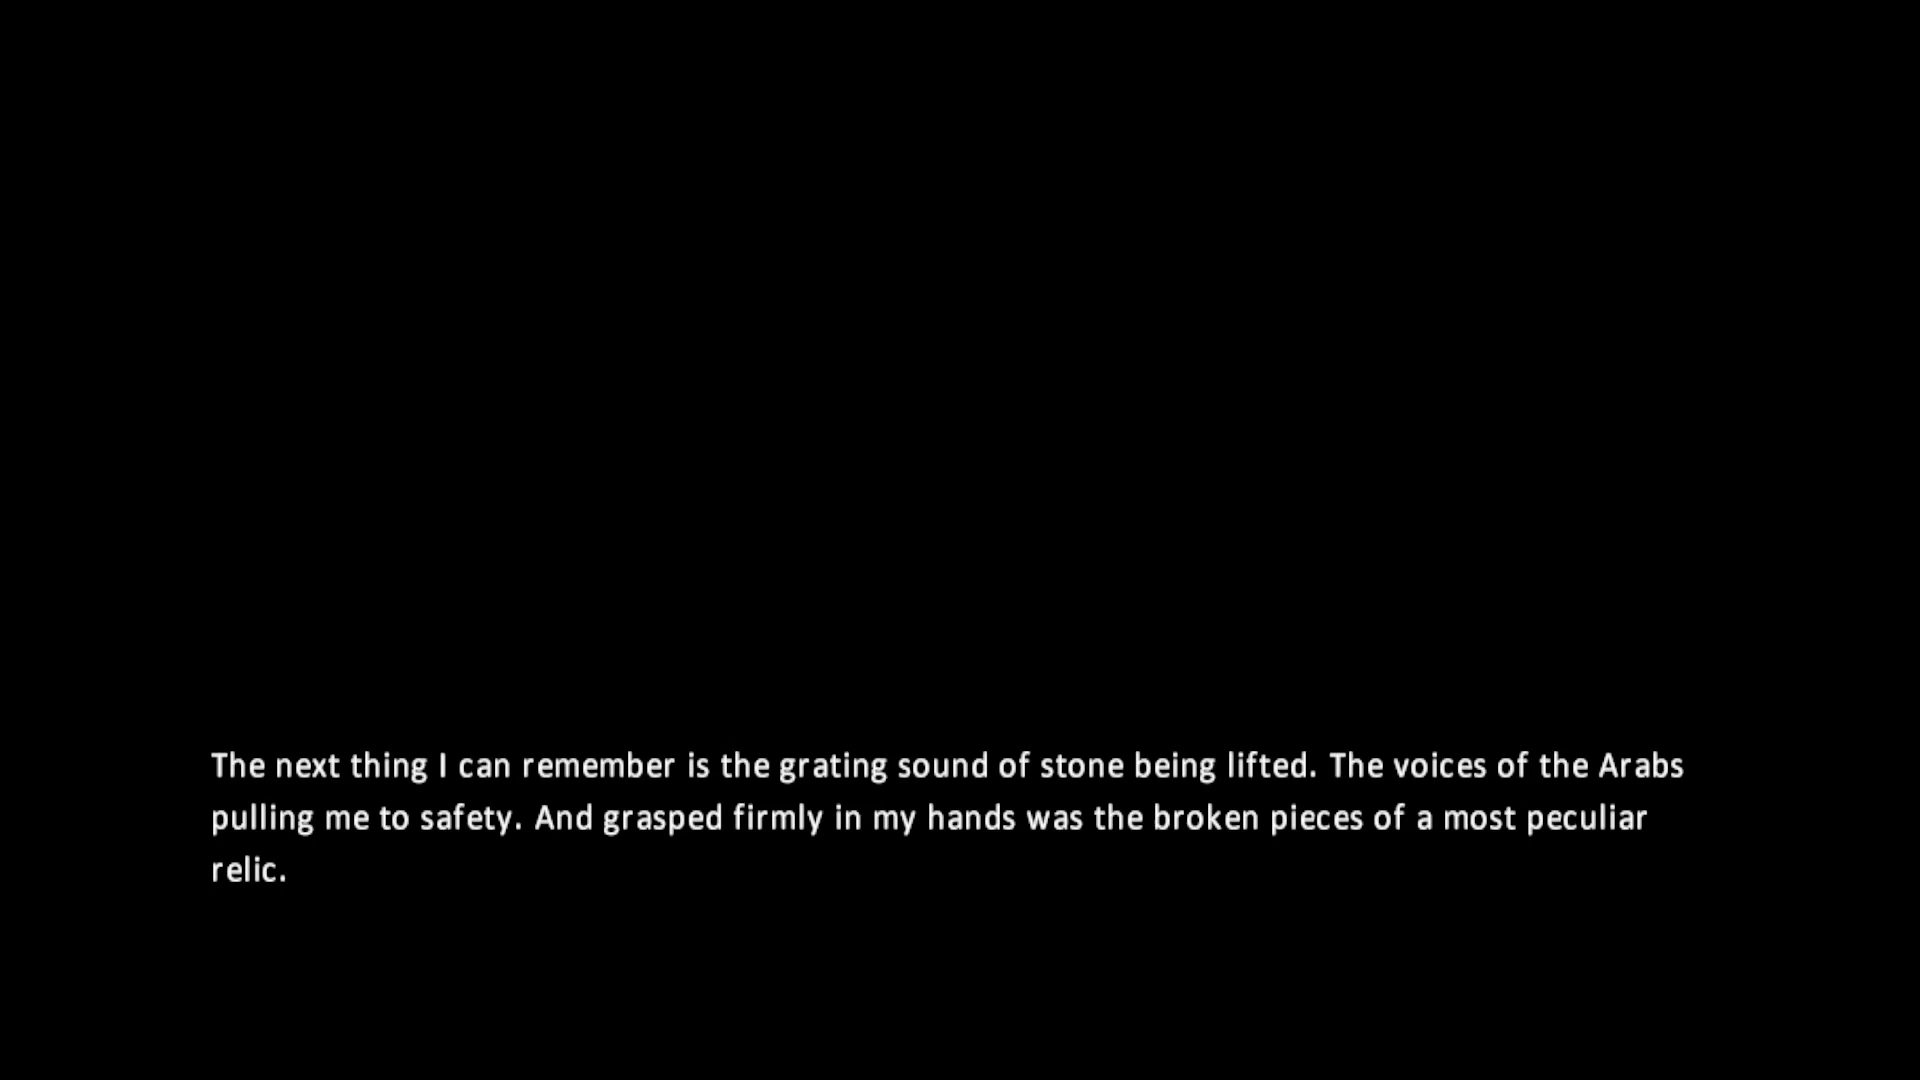 The next thing I can remember is the grating sound of stone being lifted. The voices of the Arabs
pulling me to safety. And grasped firmly in my hands was the broken pieces of a most peculiar
relic.